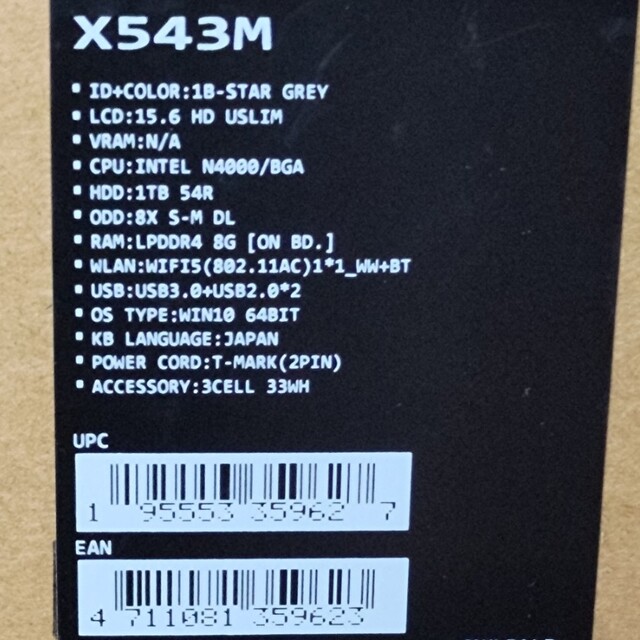 X543M
▪ ID+COLOR:1B-STAR GREY
▪ LCD:15.6 HD USLIM
▪ VRAM:N/A
▪ CPU:INTEL N4000/BGA
▪ HDD:1TB 54R
▪ ODD:8X S-M DL
▪ RAM:LPDDR4 8G [ON BD.]
▪ WLAN:WIFI5(802.11AC)1*1_WW+BT
▪ USB:USB3.0+USB2.0*2
▪ OS TYPE:WIN10 64BIT
▪ KB LANGUAGE:JAPAN
▪ POWER CORD:T-MARK(2PIN)
▪ ACCESSORY:3CELL 33WH
UPC
1 95553 35962 7
EAN
4 711081 359623